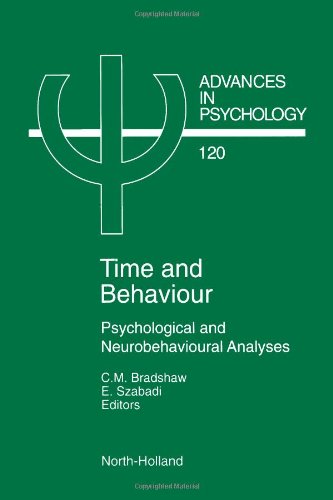 ADVANCES
IN
PSYCHOLOGY
120
Time and
Behaviour
Psychological and
Neurobehavioural Analyses
C.M. Bradshaw
E. Szabadi
Editors
North-Holland